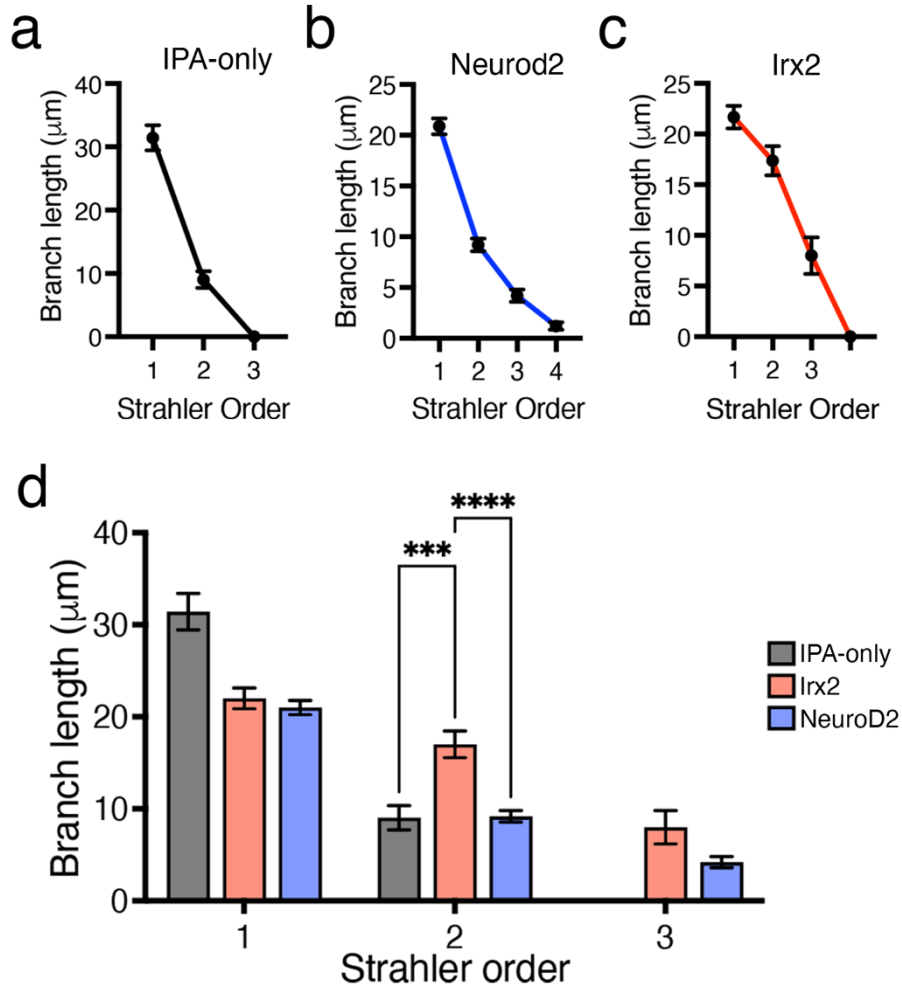 a
IPA-only
Branch length (μm)
40
30
20
10
0
1 2 3
Strahler Order
b
Neurod2
Branch length (μm)
25
20
15
10
5
0
1 2 3 4
Strahler Order
c
Irx2
Branch length (μm)
25
20
15
10
5
0
1 2 3
Strahler Order
d
Branch length (μm)
40
30
20
10
0
****
***
1 2 3
Strahler order
IPA-only
Irx2
NeuroD2